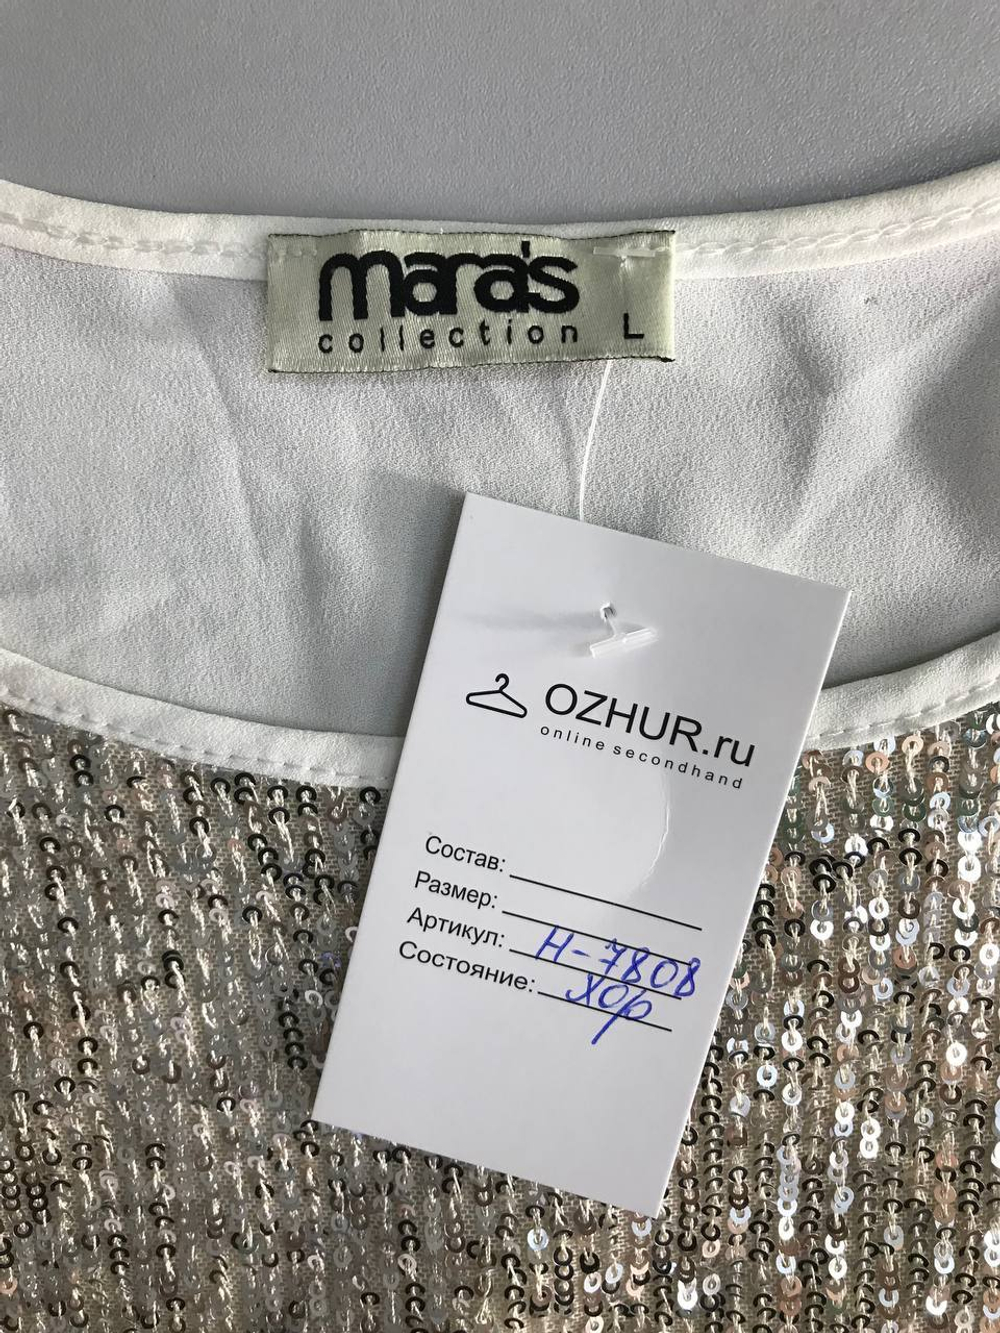 mara's
collection L
OZHUR.ru
online secondhand
Состав:
Размер:
Артикул: Н-7808
Состояние: хор